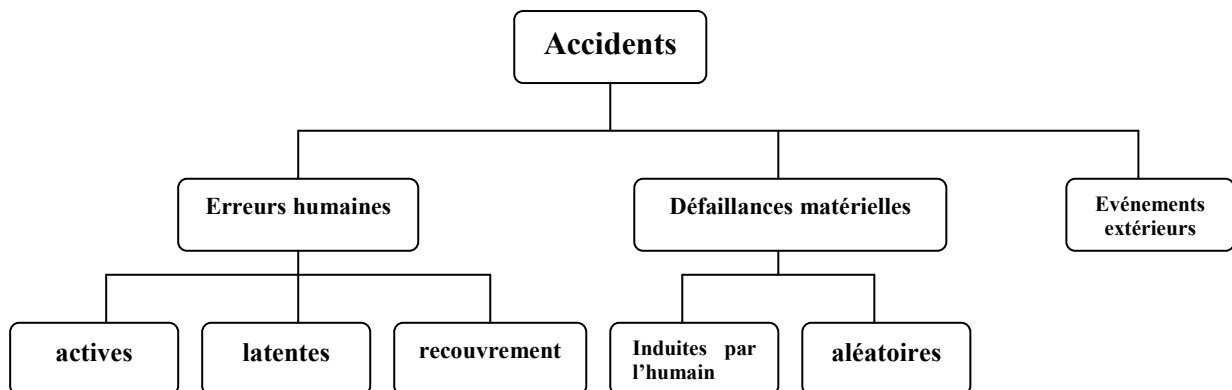 Accidents
Erreurs humaines
Défaillances matérielles
Evénements
extérieurs
actives
latentes
recouvrement
Induites par
l’humain
aléatoires